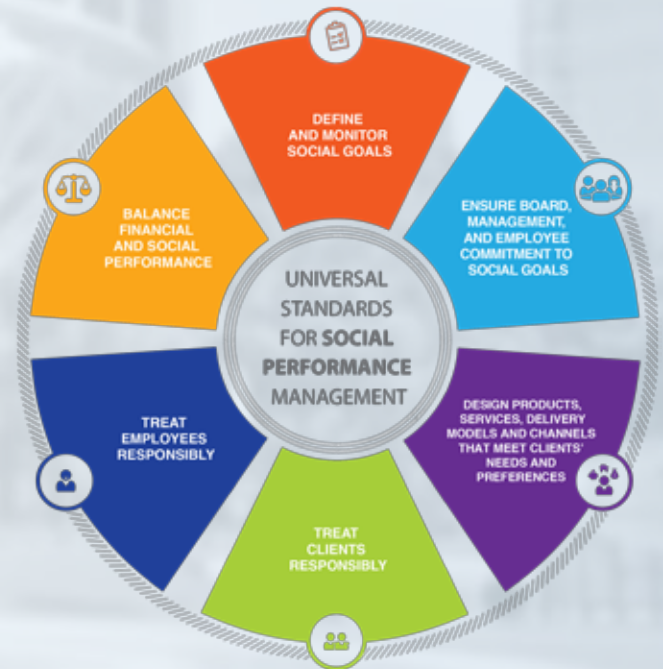 DEFINE
AND MONITOR
SOCIAL GOALS
ENSURE BOARD,
MANAGEMENT,
AND EMPLOYEE
COMMITMENT TO
SOCIAL GOALS
DESIGN PRODUCTS,
SERVICES, DELIVERY
MODELS AND CHANNELS
THAT MEET CLIENTS'
NEEDS AND
PREFERENCES
TREAT
CLIENTS
RESPONSIBLY
TREAT
EMPLOYEES
RESPONSIBLY
BALANCE
FINANCIAL
AND SOCIAL
PERFORMANCE
UNIVERSAL
STANDARDS
FOR SOCIAL
PERFORMANCE
MANAGEMENT